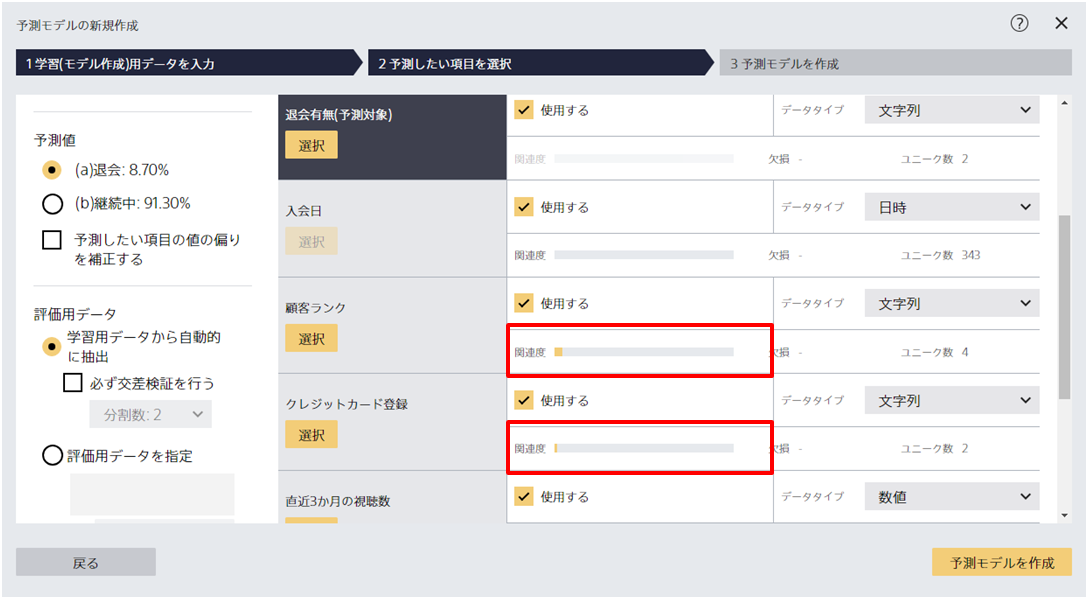 予測モデルの新規作成
?
1 学習(モデル作成)用データを入力
2 予測したい項目を選択
3 予測モデルを作成
予測値
(a)退会: 8.70%
(b)継続中: 91.30%
予測したい項目の値の偏り
を補正する
評価用データ
学習用データから自動的
に抽出
必ず交差検証を行う
分割数: 2
評価用データを指定
退会有無(予測対象)
選択
使用する
データタイプ
文字列
関連度
欠損 -
ユニーク数 2
入会日
選択
使用する
データタイプ
日時
関連度
欠損 -
ユニーク数 343
顧客ランク
選択
使用する
データタイプ
文字列
関連度
欠損 -
ユニーク数 4
クレジットカード登録
選択
使用する
データタイプ
文字列
関連度
欠損 -
ユニーク数 2
直近3か月の視聴数
使用する
データタイプ
数値
戻る
予測モデルを作成